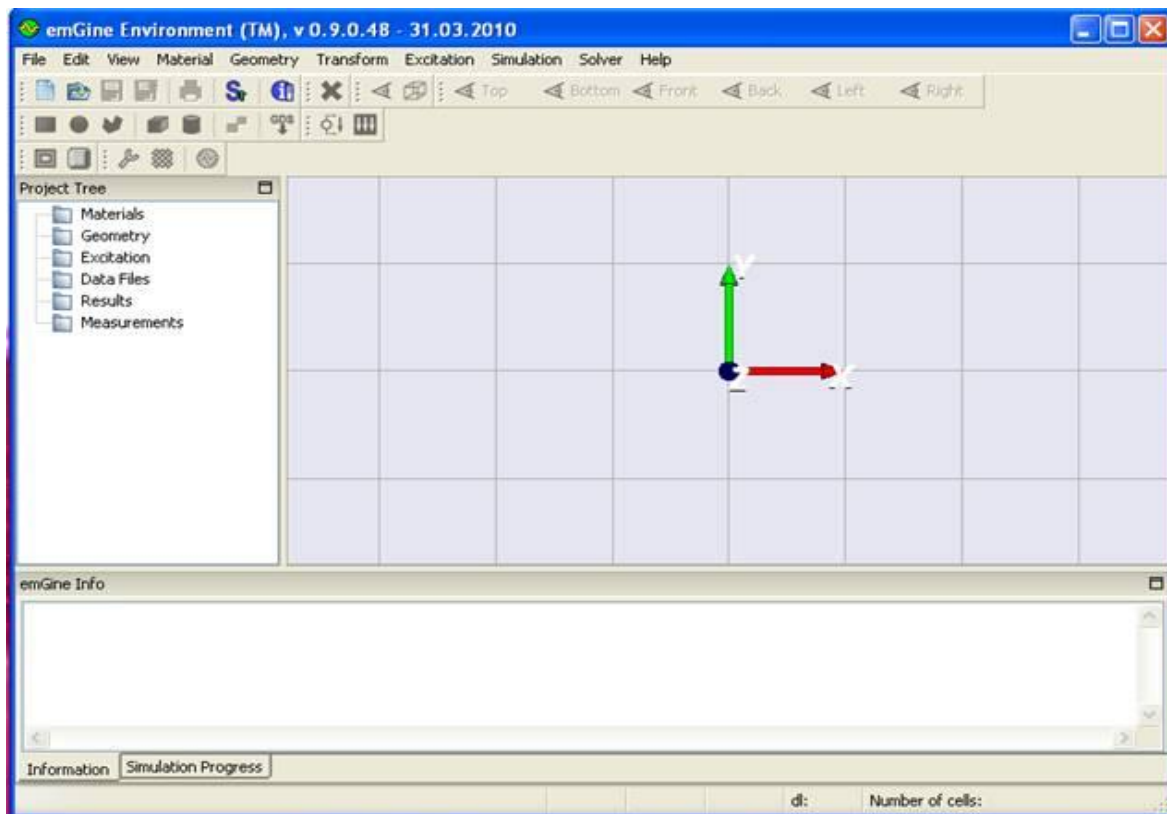 emGine Environment (TM), v 0.9.0.48 - 31.03.2010
File Edit View Material Geometry Transform Excitation Simulation Solver Help
Top Bottom Front Back Left Right
GDS
Project Tree
Materials
Geometry
Excitation
Data Files
Results
Measurements
Y
Z X
emGine Info
Information Simulation Progress
dl: Number of cells: